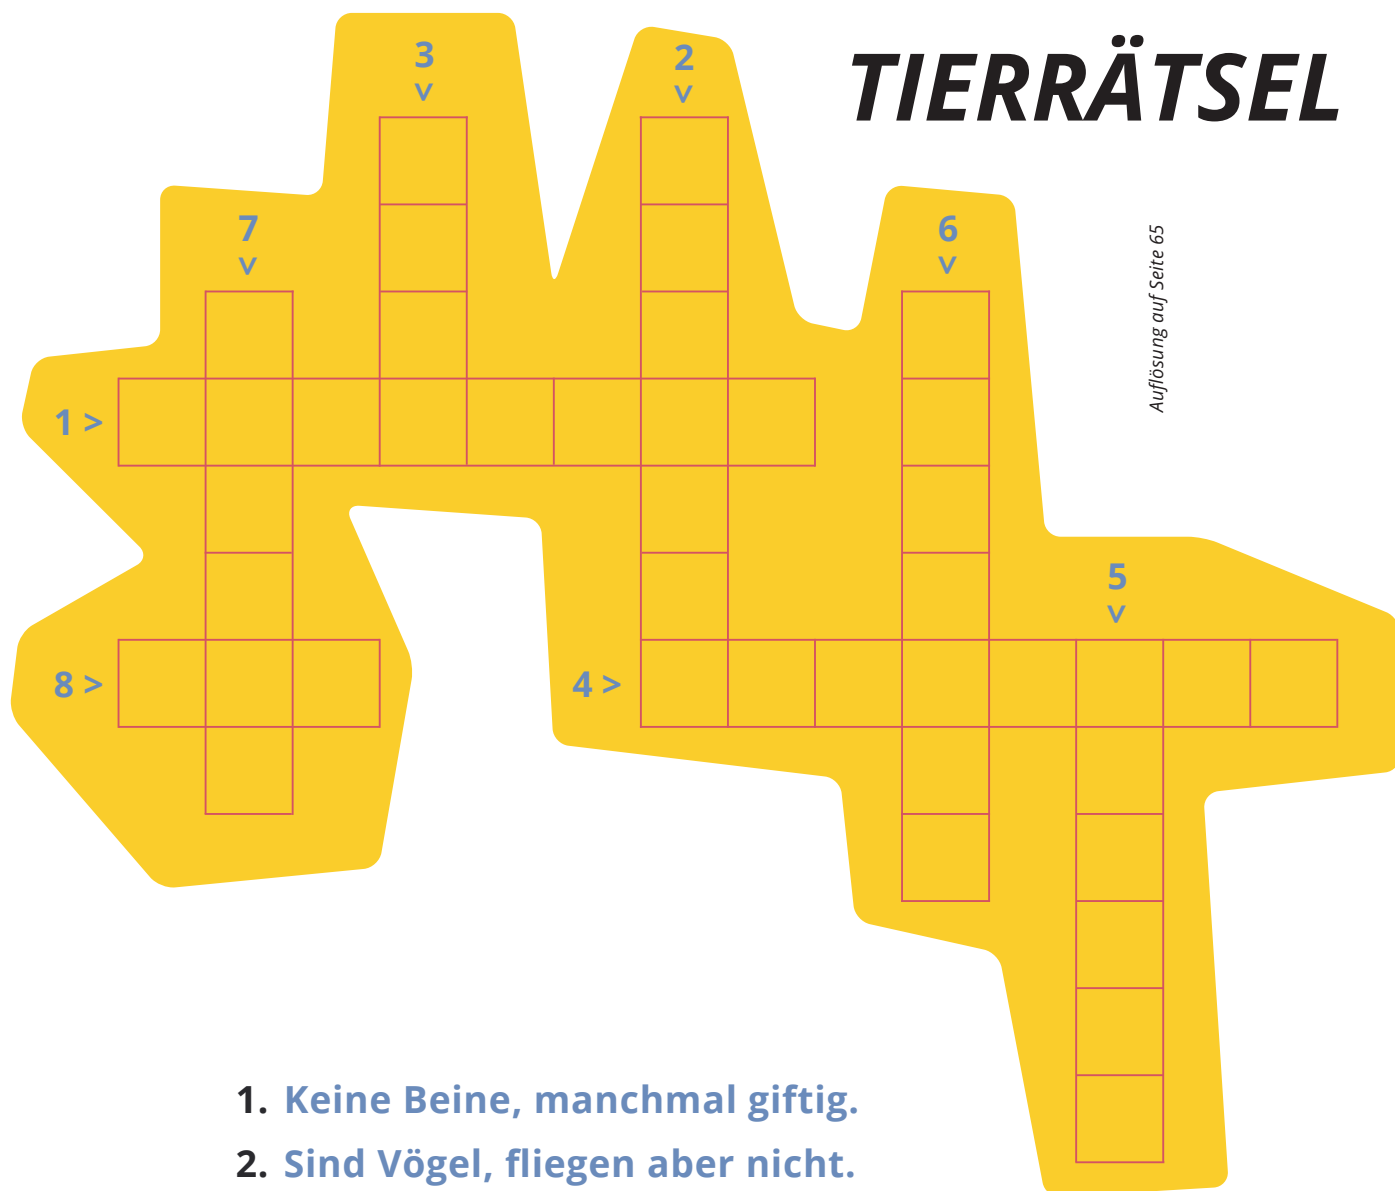 TIERRÄTSEL
3
v
2
v
7
v
6
v
Auflösung auf Seite 65
1 >
5
v
8 >
4 >
1. Keine Beine, manchmal giftig.
2. Sind Vögel, fliegen aber nicht.